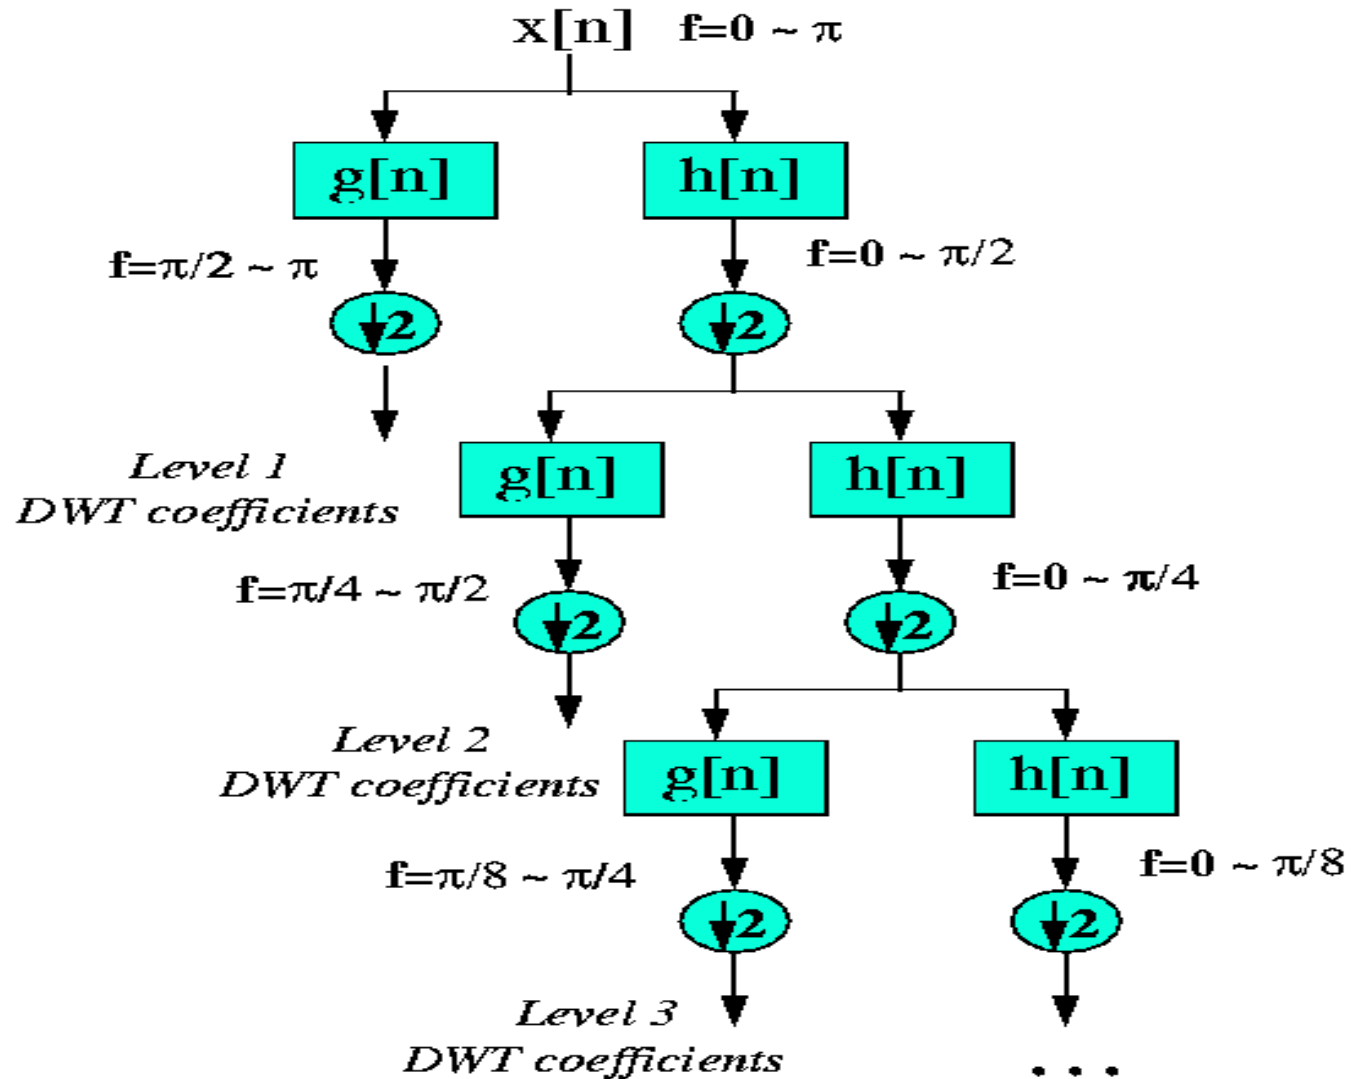 x[n] f=0 ~ π
g[n] h[n]
f=π/2 ~ π f=0 ~ π/2
↓2 ↓2
Level 1
DWT coefficients
g[n] h[n]
f=π/4 ~ π/2 f=0 ~ π/4
↓2 ↓2
Level 2
DWT coefficients
g[n] h[n]
f=π/8 ~ π/4 f=0 ~ π/8
↓2 ↓2
Level 3
DWT coefficients
. . .